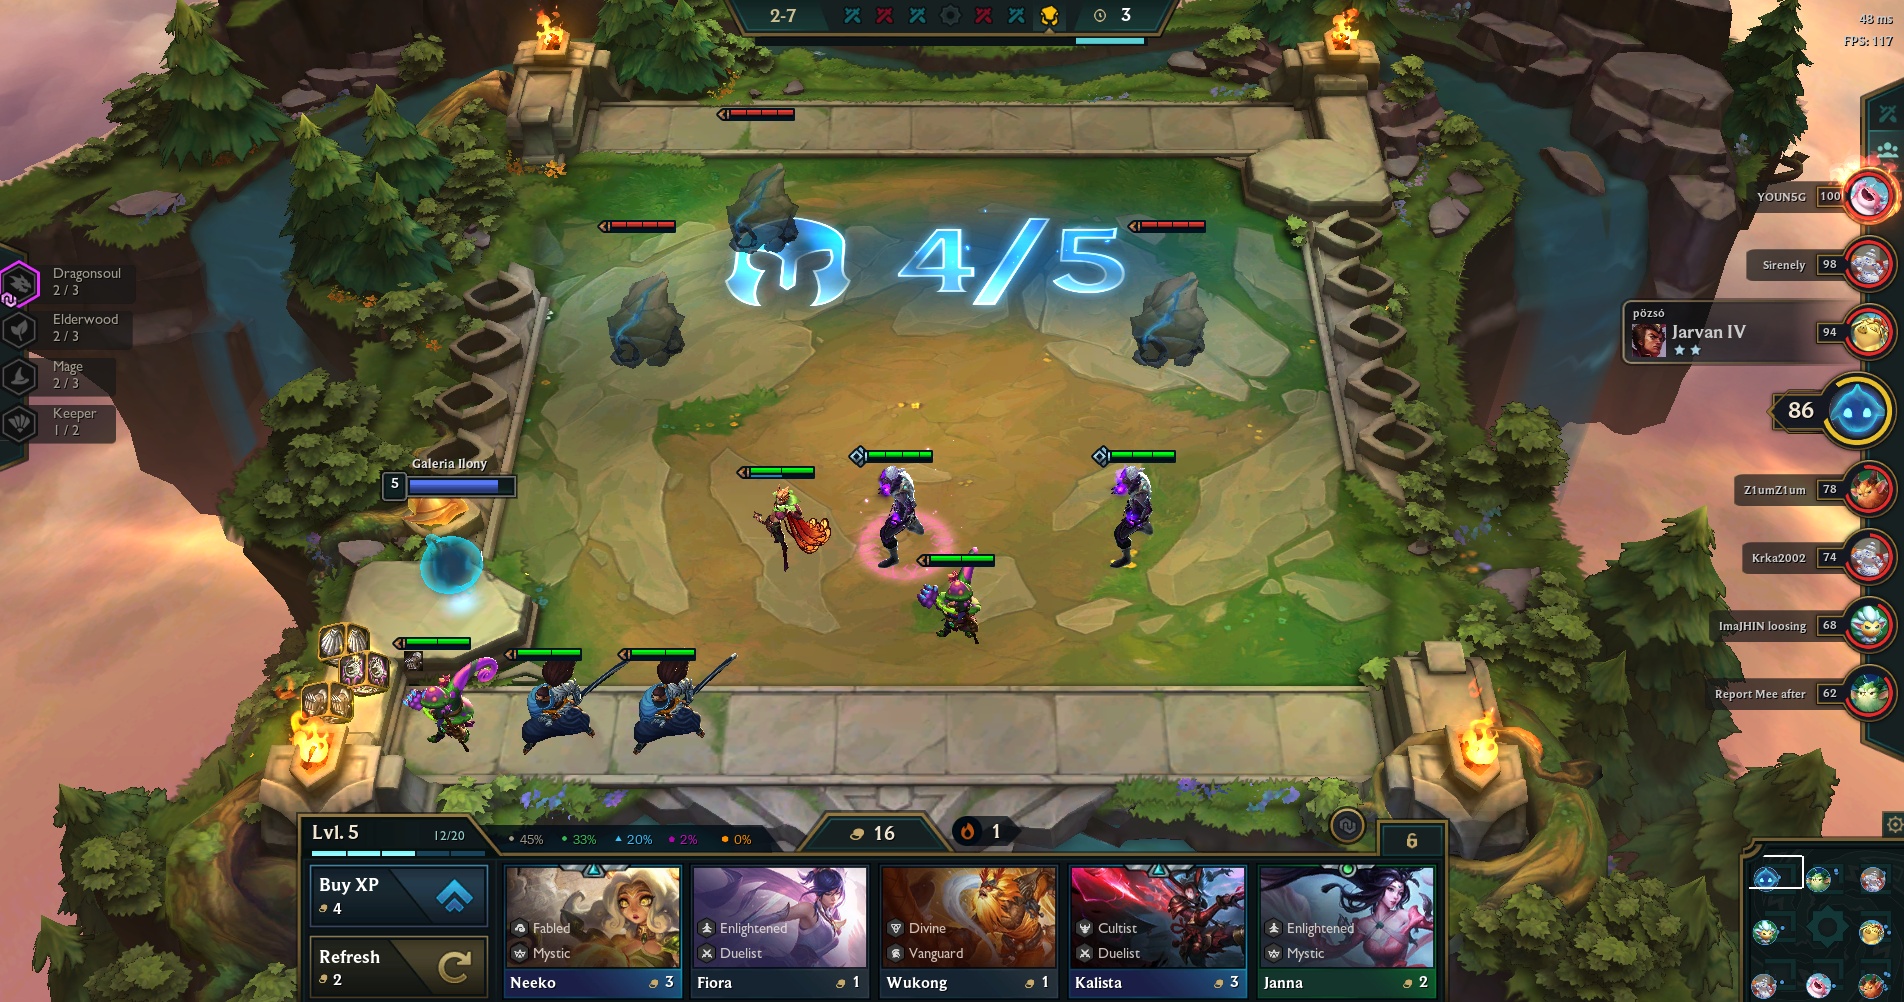 2-7
3
48 ms
FPS: 117
4/5
YOUN5G
100
Sirenely
98
pözsó
Jarvan IV
94
86
Z1umZ1um
78
Krka2002
74
ImaJHIN loosing
68
Report Mee after
62
Dragonsoul
2 / 3
Elderwood
2 / 3
Mage
2 / 3
Keeper
1 / 2
Galeria Ilony
5
Lvl. 5
12/20
45%
33%
20%
2%
0%
16
1
6
Buy XP
4
Refresh
2
Fabled
Mystic
Neeko
3
Enlightened
Duelist
Fiora
1
Divine
Vanguard
Wukong
1
Cultist
Duelist
Kalista
3
Enlightened
Mystic
Janna
2